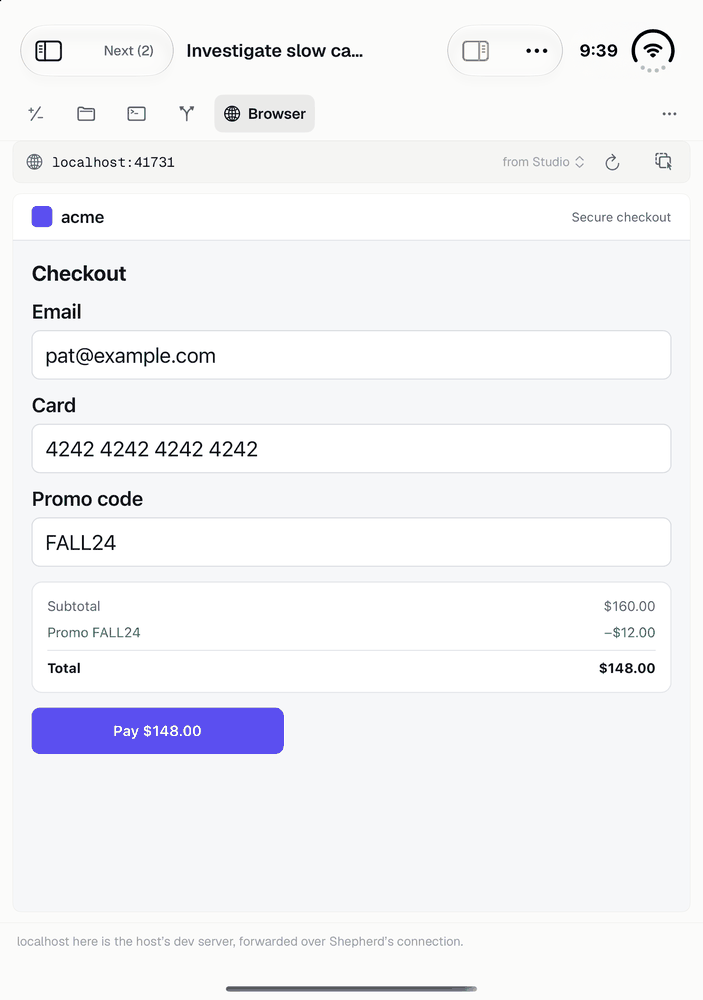 Next (2)
Investigate slow ca...
9:39
Browser
localhost:41731
from Studio
acme
Secure checkout
Checkout
Email
pat@example.com
Card
4242 4242 4242 4242
Promo code
FALL24
Subtotal
$160.00
Promo FALL24
−$12.00
Total
$148.00
Pay $148.00
localhost here is the host's dev server, forwarded over Shepherd's connection.